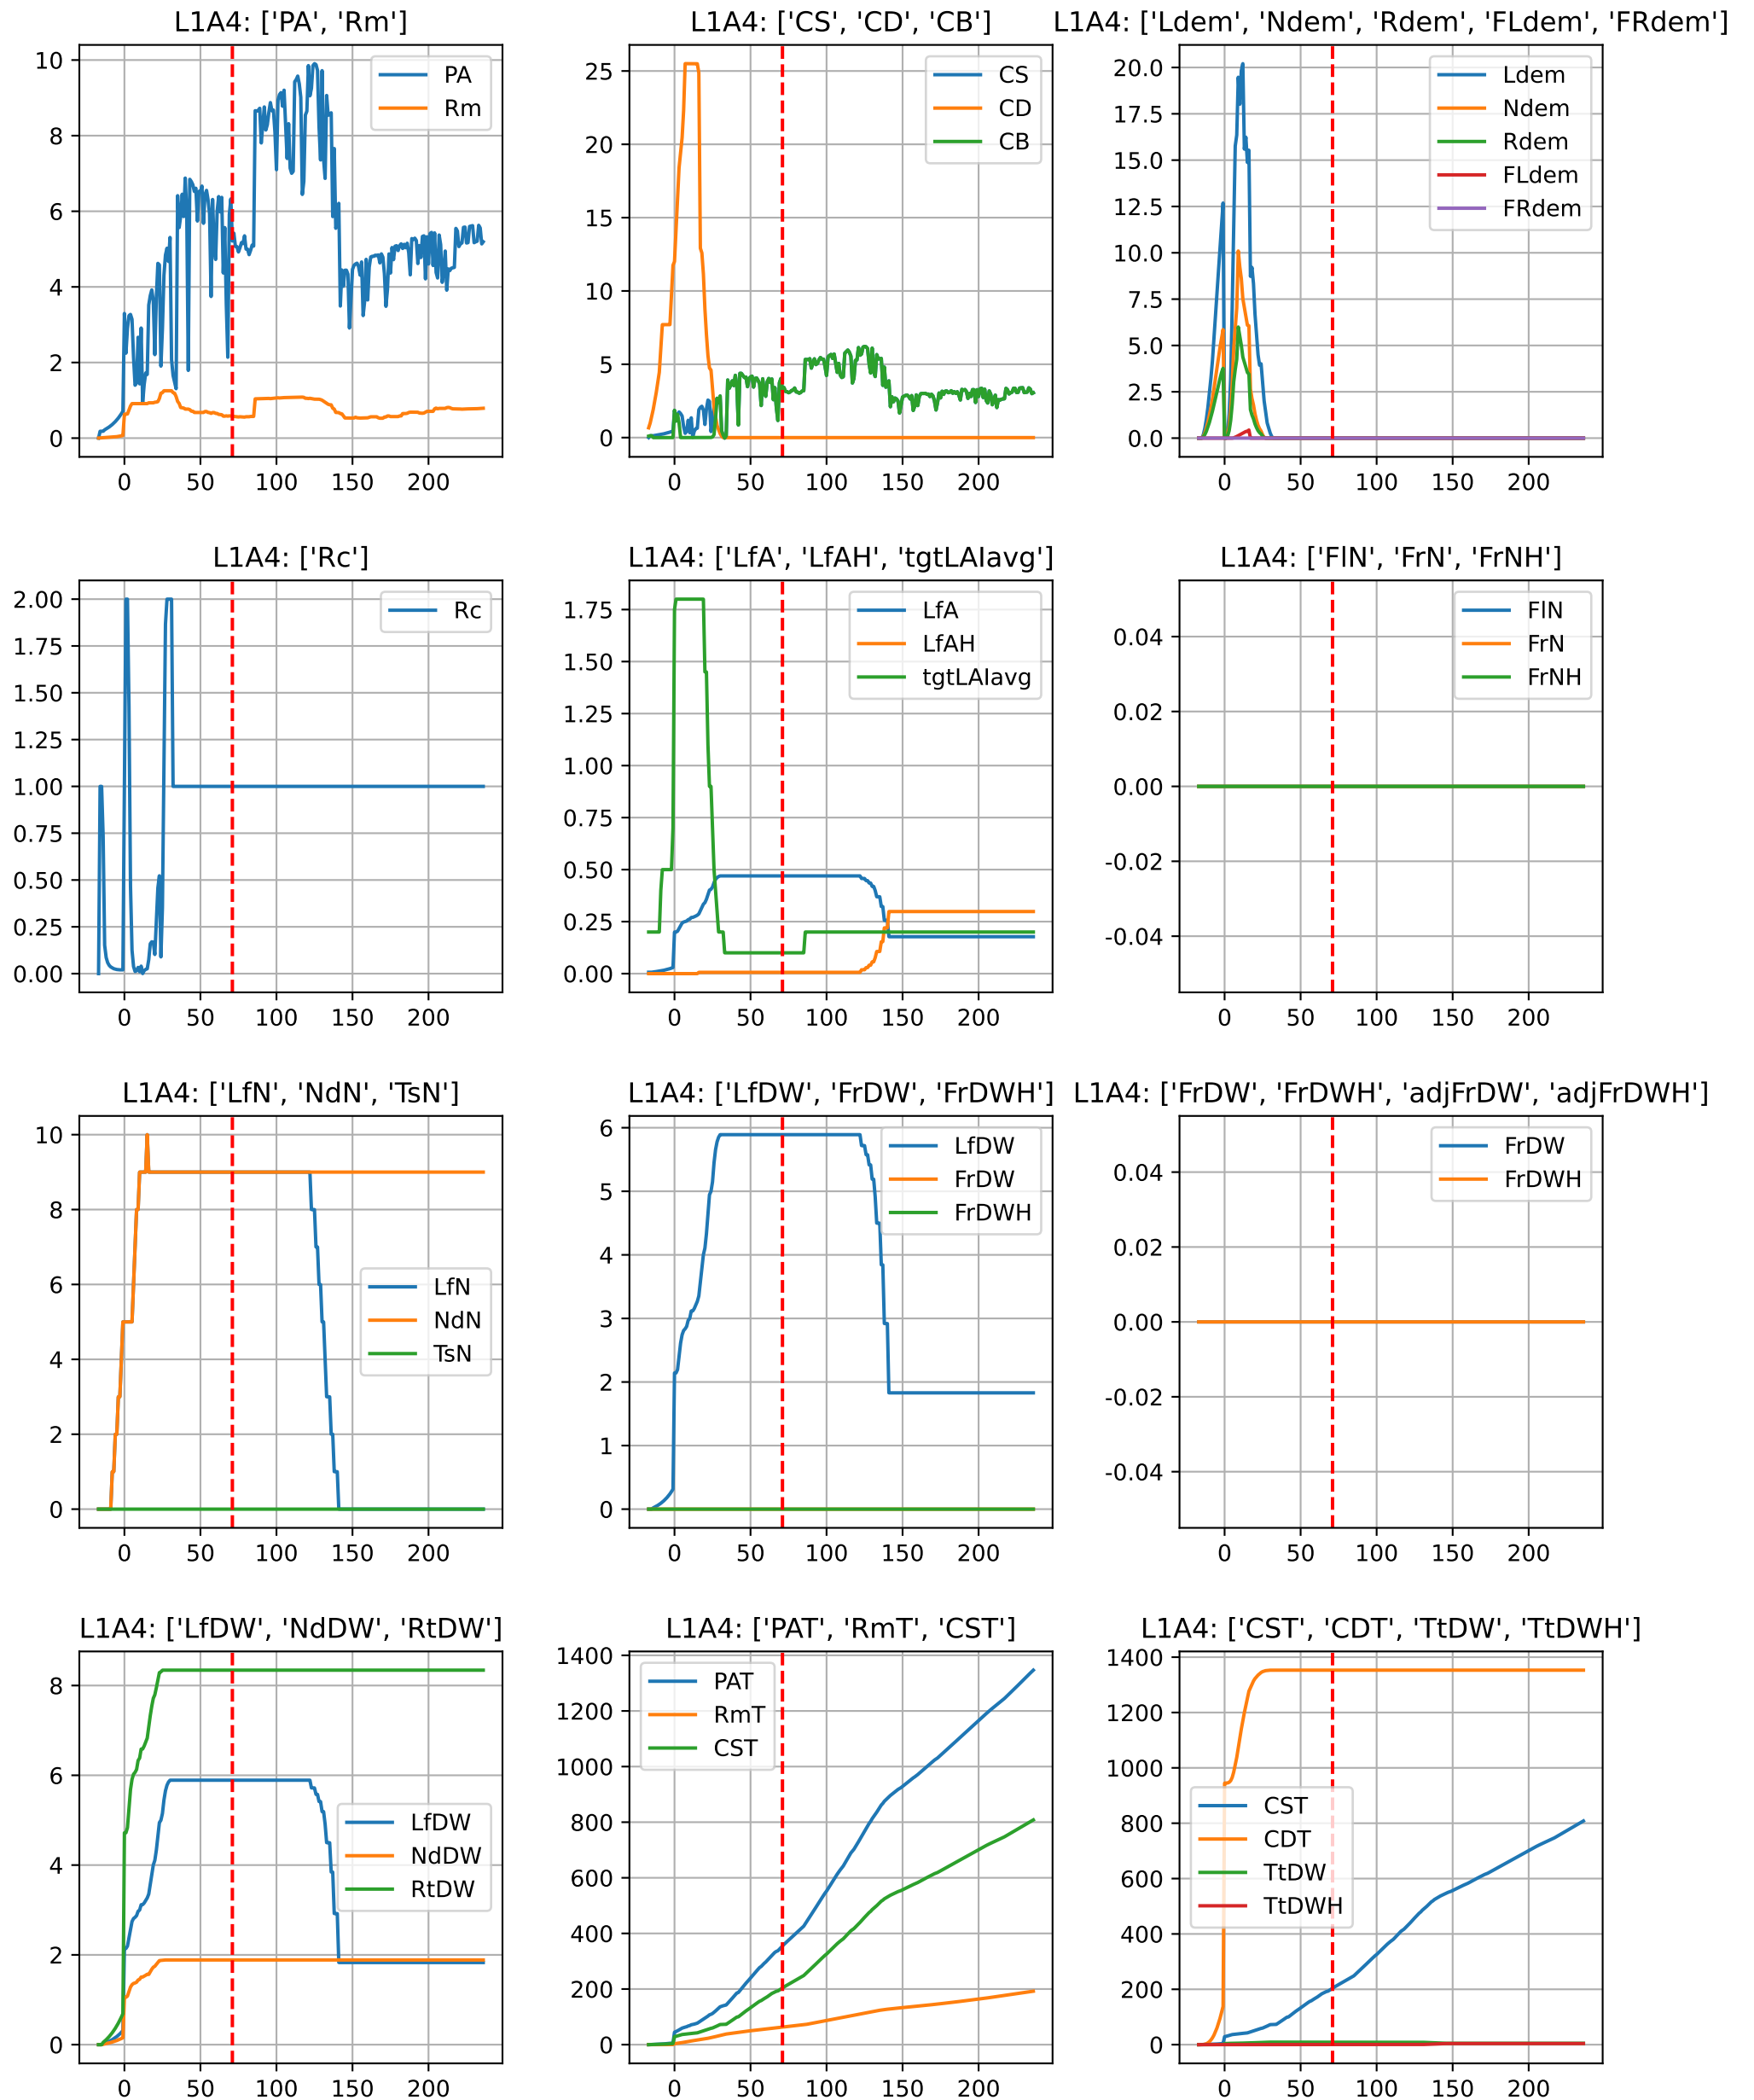 L1A4: ['PA', 'Rm']
10
8
6
4
2
0
0 50 100 150 200
PA
Rm
L1A4: ['CS', 'CD', 'CB']
25
20
15
10
5
0
0 50 100 150 200
CS
CD
CB
L1A4: ['Ldem', 'Ndem', 'Rdem', 'FLdem', 'FRdem']
20.0
17.5
15.0
12.5
10.0
7.5
5.0
2.5
0.0
0 50 100 150 200
Ldem
Ndem
Rdem
FLdem
FRdem
L1A4: ['Rc']
2.00
1.75
1.50
1.25
1.00
0.75
0.50
0.25
0.00
0 50 100 150 200
Rc
L1A4: ['LfA', 'LfAH', 'tgtLAIavg']
1.75
1.50
1.25
1.00
0.75
0.50
0.25
0.00
0 50 100 150 200
LfA
LfAH
tgtLAIavg
L1A4: ['FlN', 'FrN', 'FrNH']
0.04
0.02
0.00
-0.02
-0.04
0 50 100 150 200
FlN
FrN
FrNH
L1A4: ['LfN', 'NdN', 'TsN']
10
8
6
4
2
0
0 50 100 150 200
LfN
NdN
TsN
L1A4: ['LfDW', 'FrDW', 'FrDWH']
6
5
4
3
2
1
0
0 50 100 150 200
LfDW
FrDW
FrDWH
L1A4: ['FrDW', 'FrDWH', 'adjFrDW', 'adjFrDWH']
0.04
0.02
0.00
-0.02
-0.04
0 50 100 150 200
FrDW
FrDWH
L1A4: ['LfDW', 'NdDW', 'RtDW']
8
6
4
2
0
0 50 100 150 200
LfDW
NdDW
RtDW
L1A4: ['PAT', 'RmT', 'CST']
1400
1200
1000
800
600
400
200
0
0 50 100 150 200
PAT
RmT
CST
L1A4: ['CST', 'CDT', 'TtDW', 'TtDWH']
1400
1200
1000
800
600
400
200
0
0 50 100 150 200
CST
CDT
TtDW
TtDWH